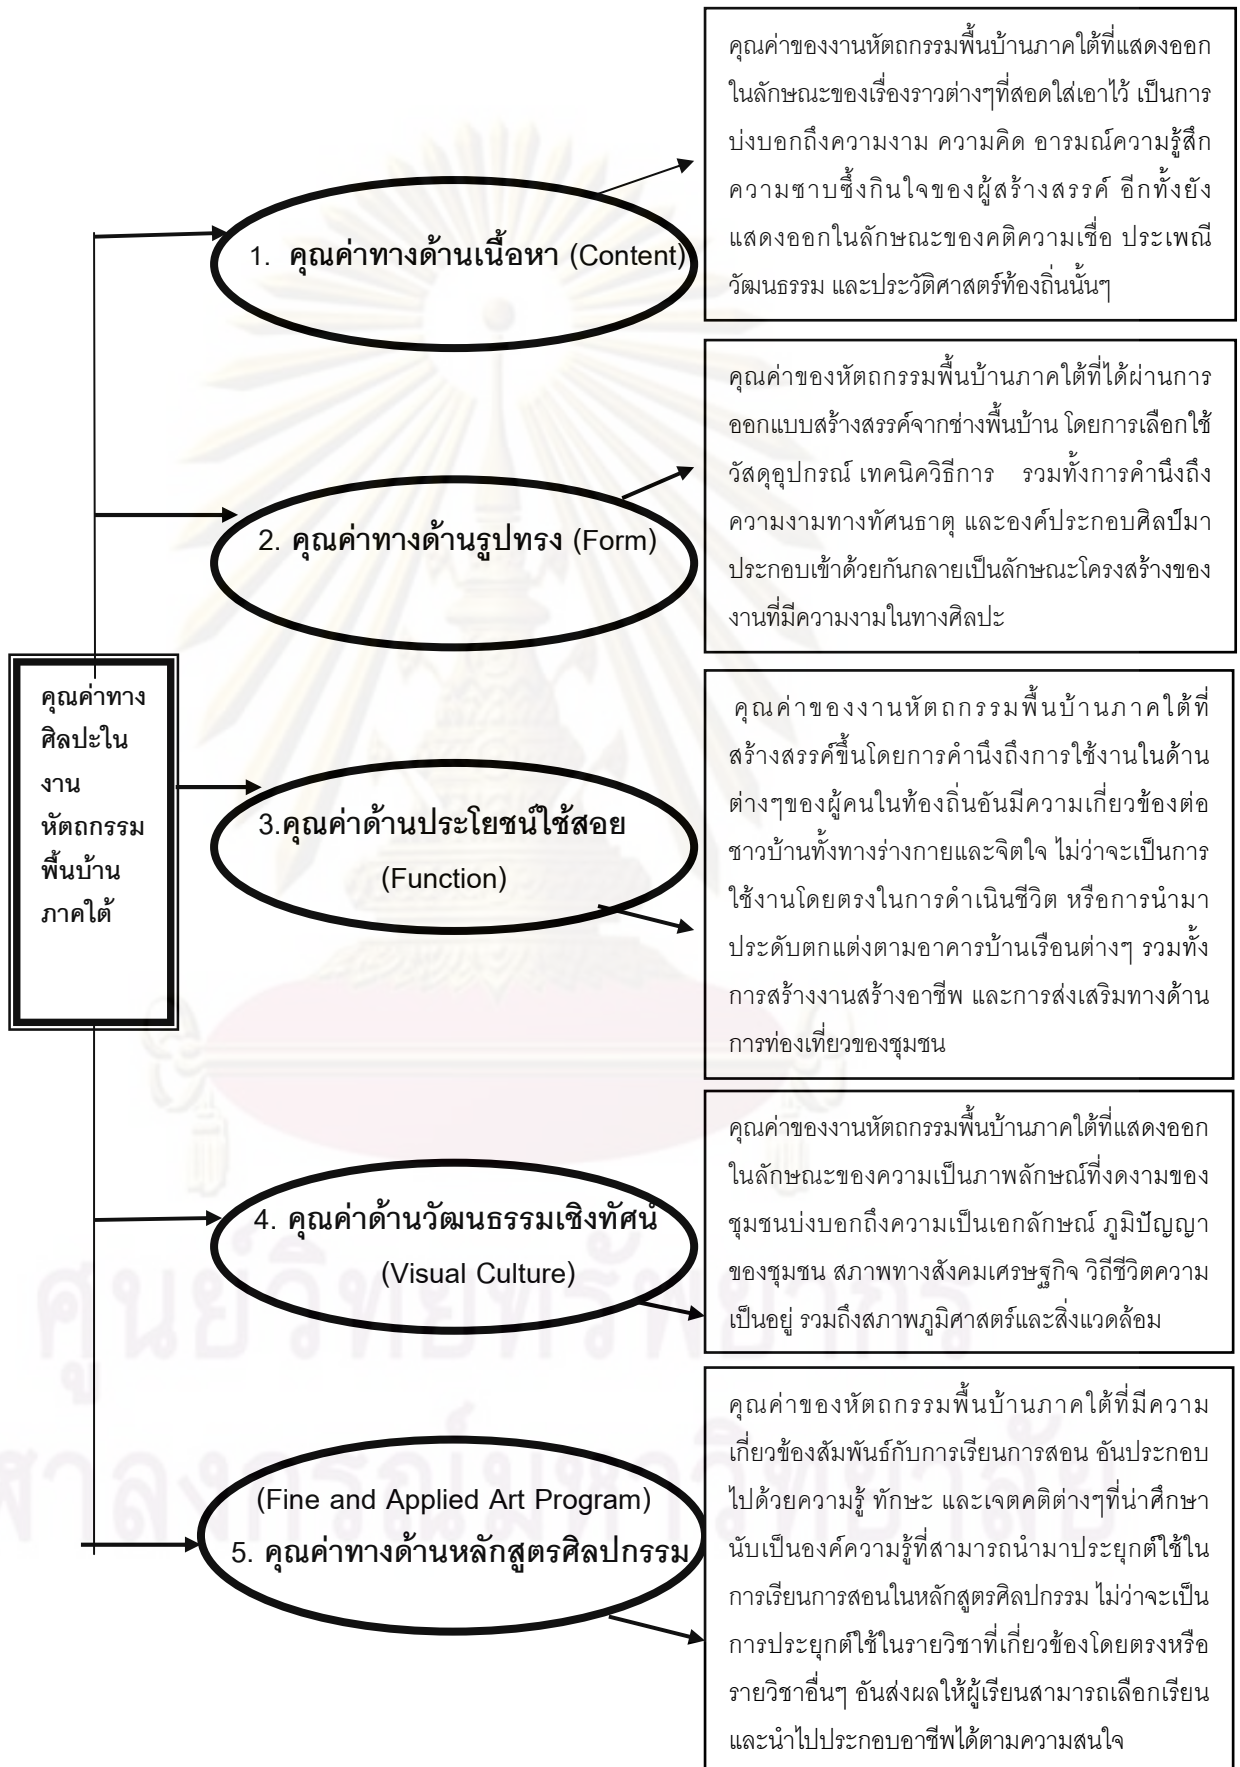 คุณค่าทาง
ศิลปะใน
งาน
หัตถกรรม
พื้นบ้าน
ภาคใต้
1. คุณค่าทางด้านเนื้อหา (Content)
คุณค่าของงานหัตถกรรมพื้นบ้านภาคใต้ที่แสดงออก
ในลักษณะของเรื่องราวต่างๆที่สอดใส่เอาไว้ เป็นการ
บ่งบอกถึงความงาม ความคิด อารมณ์ความรู้สึก
ความซาบซึ้งกินใจของผู้สร้างสรรค์ อีกทั้งยัง
แสดงออกในลักษณะของคติความเชื่อ ประเพณี
วัฒนธรรม และประวัติศาสตร์ท้องถิ่นนั้นๆ
2. คุณค่าทางด้านรูปทรง (Form)
คุณค่าของหัตถกรรมพื้นบ้านภาคใต้ที่ได้ผ่านการ
ออกแบบสร้างสรรค์จากช่างพื้นบ้าน โดยการเลือกใช้
วัสดุอุปกรณ์ เทคนิควิธีการ รวมทั้งการคำนึงถึง
ความงามทางทัศนธาตุ และองค์ประกอบศิลป์มา
ประกอบเข้าด้วยกันกลายเป็นลักษณะโครงสร้างของ
งานที่มีความงามในทางศิลปะ
3.คุณค่าด้านประโยชน์ใช้สอย
(Function)
คุณค่าของงานหัตถกรรมพื้นบ้านภาคใต้ที่
สร้างสรรค์ขึ้นโดยการคำนึงถึงการใช้งานในด้าน
ต่างๆของผู้คนในท้องถิ่นอันมีความเกี่ยวข้องต่อ
ชาวบ้านทั้งทางร่างกายและจิตใจ ไม่ว่าจะเป็นการ
ใช้งานโดยตรงในการดำเนินชีวิต หรือการนำมา
ประดับตกแต่งตามอาคารบ้านเรือนต่างๆ รวมทั้ง
การสร้างงานสร้างอาชีพ และการส่งเสริมทางด้าน
การท่องเที่ยวของชุมชน
4. คุณค่าด้านวัฒนธรรมเชิงทัศน์
(Visual Culture)
คุณค่าของงานหัตถกรรมพื้นบ้านภาคใต้ที่แสดงออก
ในลักษณะของความเป็นภาพลักษณ์ที่งดงามของ
ชุมชนบ่งบอกถึงความเป็นเอกลักษณ์ ภูมิปัญญา
ของชุมชน สภาพทางสังคมเศรษฐกิจ วิถีชีวิตความ
เป็นอยู่ รวมถึงสภาพภูมิศาสตร์และสิ่งแวดล้อม
(Fine and Applied Art Program)
5. คุณค่าทางด้านหลักสูตรศิลปกรรม
คุณค่าของหัตถกรรมพื้นบ้านภาคใต้ที่มีความ
เกี่ยวข้องสัมพันธ์กับการเรียนการสอน อันประกอบ
ไปด้วยความรู้ ทักษะ และเจตคติต่างๆที่น่าศึกษา
นับเป็นองค์ความรู้ที่สามารถนำมาประยุกต์ใช้ใน
การเรียนการสอนในหลักสูตรศิลปกรรม ไม่ว่าจะเป็น
การประยุกต์ใช้ในรายวิชาที่เกี่ยวข้องโดยตรงหรือ
รายวิชาอื่นๆ อันส่งผลให้ผู้เรียนสามารถเลือกเรียน
และนำไปประกอบอาชีพได้ตามความสนใจ
ศูนย์วิทยทรัพยากร
จุฬาลงกรณ์มหาวิทยาลัย